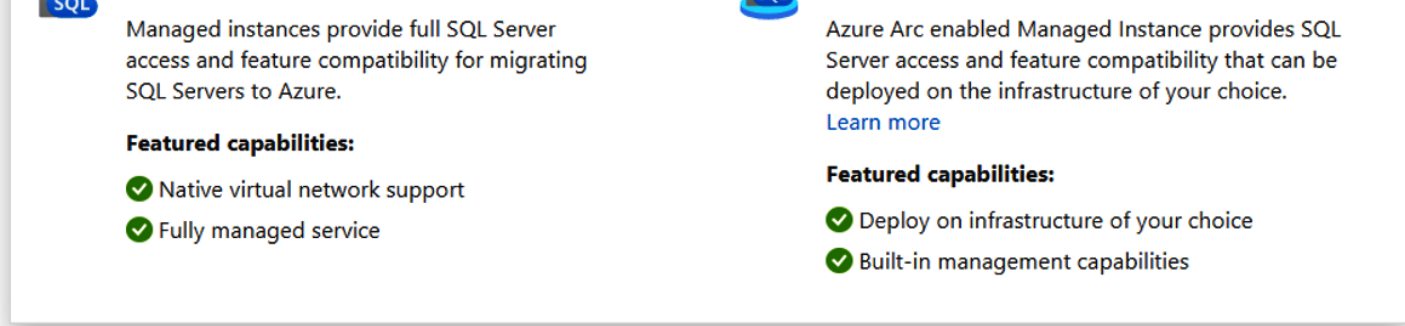 SQL
Managed instances provide full SQL Server
access and feature compatibility for migrating
SQL Servers to Azure.
Featured capabilities:
Native virtual network support
Fully managed service
Azure Arc enabled Managed Instance provides SQL
Server access and feature compatibility that can be
deployed on the infrastructure of your choice.
Learn more
Featured capabilities:
Deploy on infrastructure of your choice
Built-in management capabilities